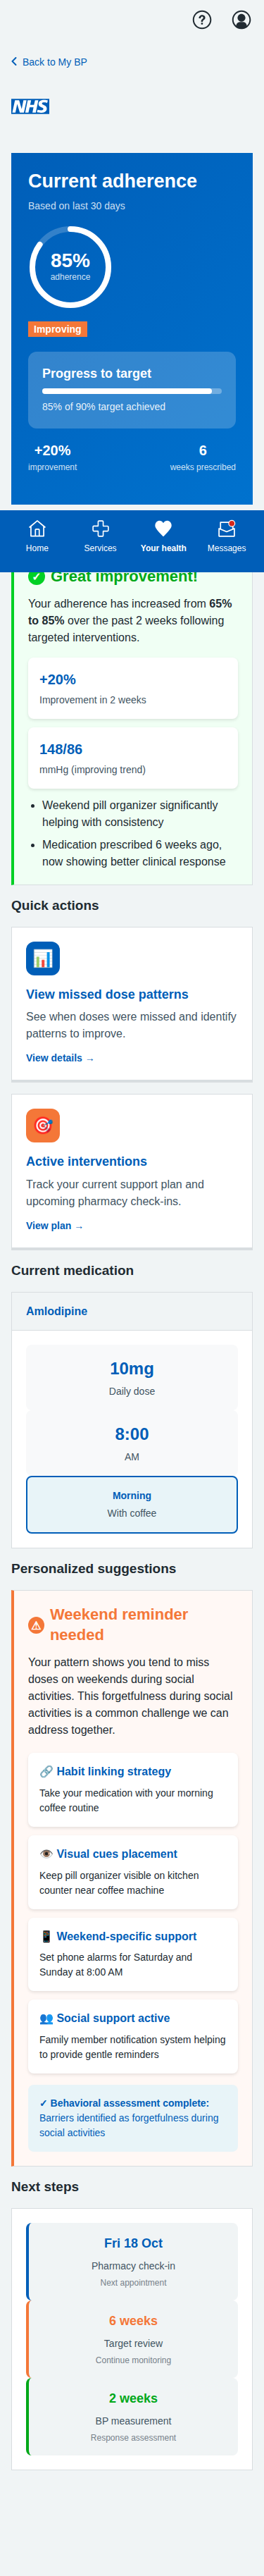 Back to My BP
NHS
Current adherence
Based on last 30 days
85%
adherence
Improving
Progress to target
85% of 90% target achieved
+20%
improvement
6
weeks prescribed
Home
Services
Your health
Messages
Great improvement!
Your adherence has increased from 65%
to 85% over the past 2 weeks following
targeted interventions.
+20%
Improvement in 2 weeks
148/86
mmHg (improving trend)
• Weekend pill organizer significantly
helping with consistency
• Medication prescribed 6 weeks ago,
now showing better clinical response
Quick actions
View missed dose patterns
See when doses were missed and identify
patterns to improve.
View details →
Active interventions
Track your current support plan and
upcoming pharmacy check-ins.
View plan →
Current medication
Amlodipine
10mg
Daily dose
8:00
AM
Morning
With coffee
Personalized suggestions
Weekend reminder
needed
Your pattern shows you tend to miss
doses on weekends during social
activities. This forgetfulness during social
activities is a common challenge we can
address together.
🔗 Habit linking strategy
Take your medication with your morning
coffee routine
👁️ Visual cues placement
Keep pill organizer visible on kitchen
counter near coffee machine
📱 Weekend-specific support
Set phone alarms for Saturday and
Sunday at 8:00 AM
👥 Social support active
Family member notification system helping
to provide gentle reminders
✓ Behavioral assessment complete:
Barriers identified as forgetfulness during
social activities
Next steps
Fri 18 Oct
Pharmacy check-in
Next appointment
6 weeks
Target review
Continue monitoring
2 weeks
BP measurement
Response assessment